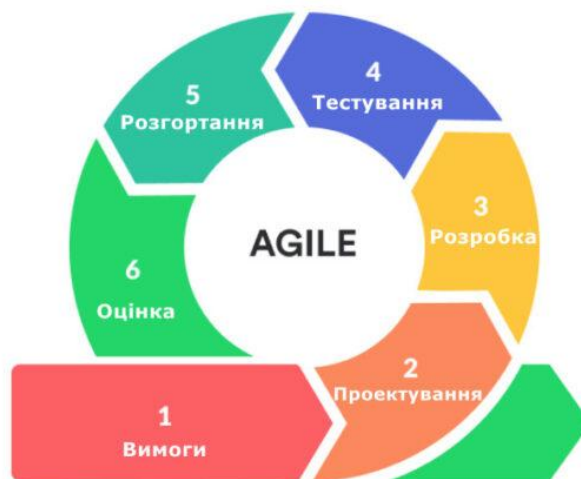 1
Вимоги
2
Проектування
3
Розробка
4
Тестування
5
Розгортання
6
Оцінка
AGILE